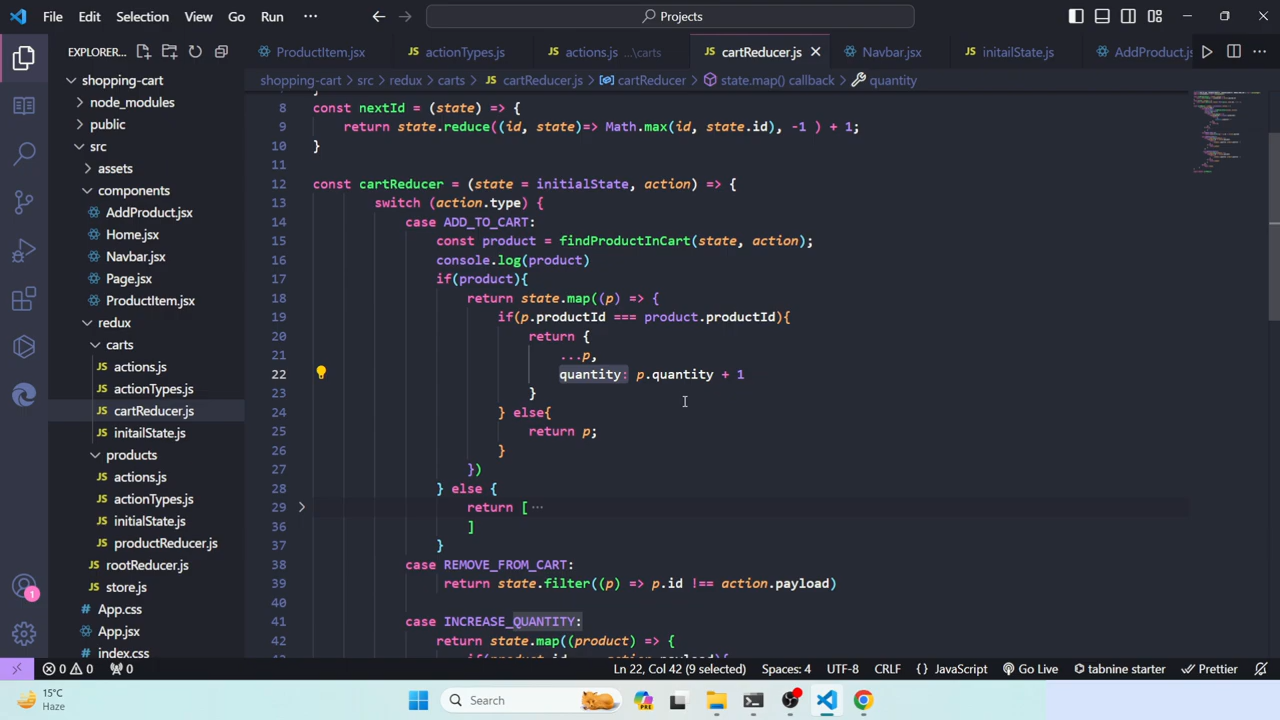 File Edit Selection View Go Run ··· Projects
EXPLORER...
ProductItem.jsx actionTypes.js actions.js ...\carts cartReducer.js Navbar.jsx initailState.js AddProduct.js
shopping-cart > src > redux > carts > cartReducer.js > cartReducer > state.map() callback > quantity
shopping-cart
node_modules
public
src
assets
components
AddProduct.jsx
Home.jsx
Navbar.jsx
Page.jsx
ProductItem.jsx
redux
carts
actions.js
actionTypes.js
cartReducer.js
initailState.js
products
actions.js
actionTypes.js
initialState.js
productReducer.js
rootReducer.js
store.js
App.css
App.jsx
index.css
8 const nextId = (state) => {
9 return state.reduce((id, state)=> Math.max(id, state.id), -1 ) + 1;
10 }
11
12 const cartReducer = (state = initialState, action) => {
13 switch (action.type) {
14 case ADD_TO_CART:
15 const product = findProductInCart(state, action);
16 console.log(product)
17 if(product){
18 return state.map((p) => {
19 if(p.productId === product.productId){
20 return {
21 ...p,
22 quantity: p.quantity + 1
23 }
24 } else{
25 return p;
26 }
27 })
28 } else {
29 return [ ···
36 ]
37 }
38 case REMOVE_FROM_CART:
39 return state.filter((p) => p.id !== action.payload)
40
41 case INCREASE_QUANTITY:
42 return state.map((product) => {
1
0 0 0 Ln 22, Col 42 (9 selected) Spaces: 4 UTF-8 CRLF {} JavaScript Go Live tabnine starter Prettier
15°C
Haze
Search
PRE